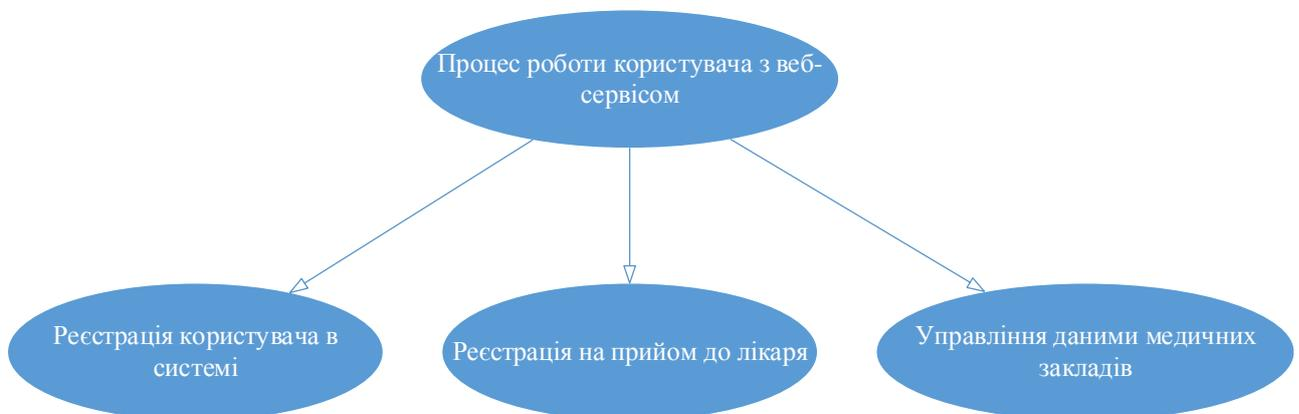 Процес роботи користувача з веб-
сервісом
Реєстрація користувача в
системі
Реєстрація на прийом до лікаря
Управління даними медичних
закладів